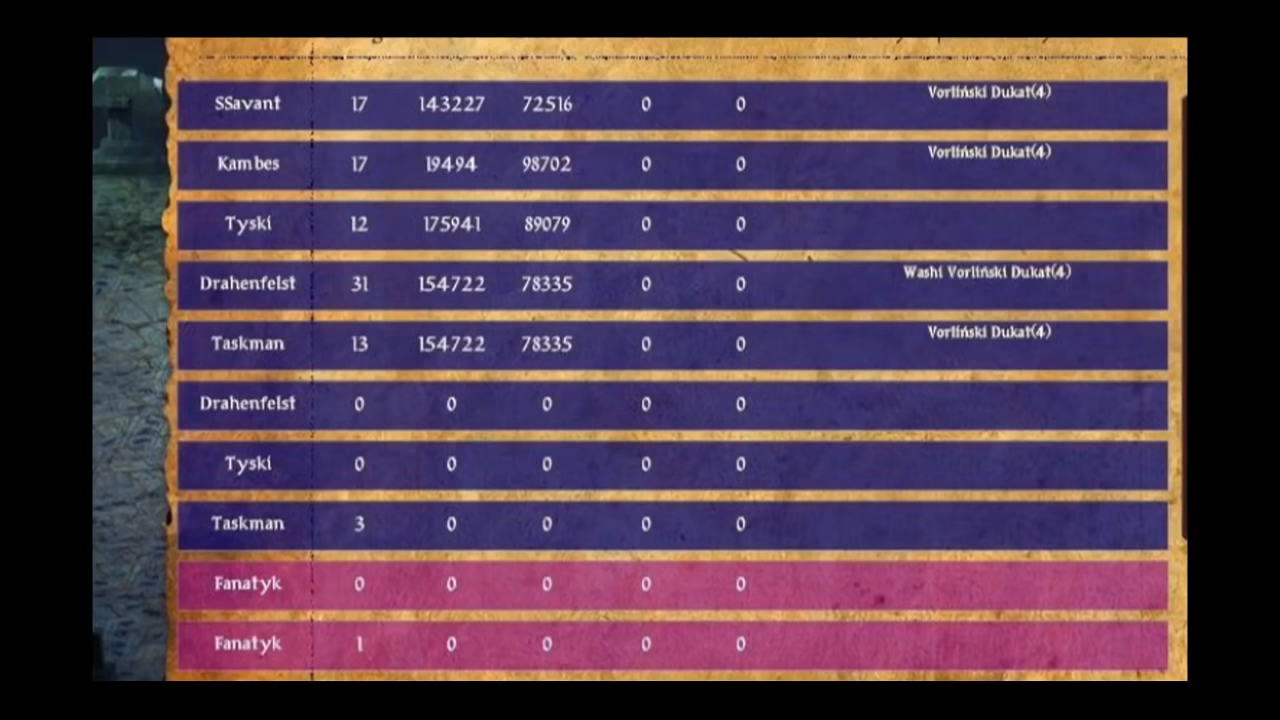 SSavant 17 143227 72516 0 0 Vorliński Dukat(4)
Kambes 17 19494 98702 0 0 Vorliński Dukat(4)
Tyski 12 175941 89079 0 0
Drahenfelst 31 154722 78335 0 0 Washi Vorliński Dukat(4)
Taskman 13 154722 78335 0 0 Vorliński Dukat(4)
Drahenfelst 0 0 0 0 0
Tyski 0 0 0 0 0
Taskman 3 0 0 0 0
Fanatyk 0 0 0 0 0
Fanatyk 1 0 0 0 0